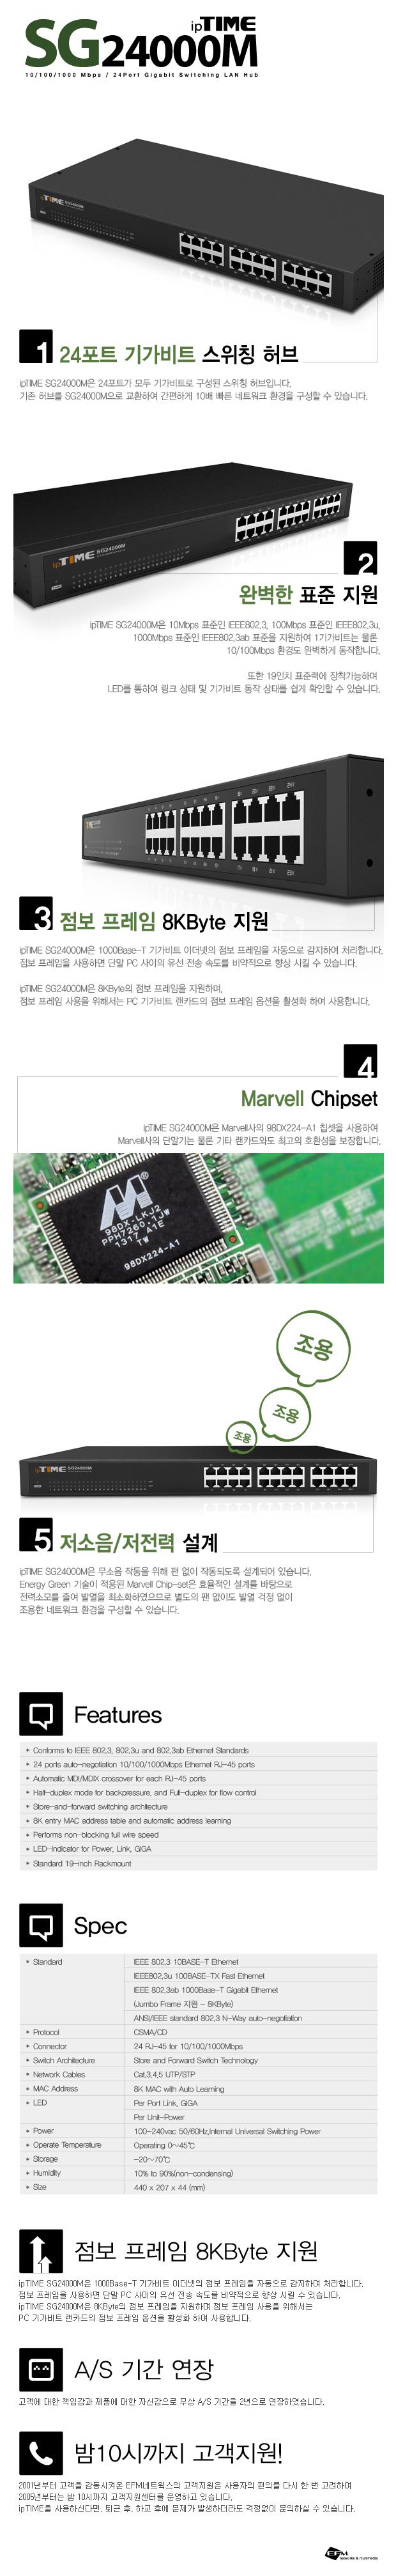 ipTIME
SG24000M
10/100/1000 Mbps / 24Port Gigabit Switching LAN Hub
ipTIME SG24000M
1 24포트 기가비트 스위칭 허브
ipTIME SG24000M은 24포트가 모두 기가비트로 구성된 스위칭 허브입니다.
기존 허브를 SG24000M으로 교환하여 간편하게 10배 빠른 네트워크 환경을 구성할 수 있습니다.
ipTIME SG24000M
2
완벽한 표준 지원
ipTIME SG24000M은 10Mbps 표준인 IEEE802.3, 100Mbps 표준인 IEEE802.3u,
1000Mbps 표준인 IEEE802.3ab 표준을 지원하여 1기가비트는 물론
10/100Mbps 환경도 완벽하게 동작합니다.
또한 19인치 표준랙에 장착가능하며
LED를 통하여 링크 상태 및 기가비트 동작 상태를 쉽게 확인할 수 있습니다.
3 점보 프레임 8KByte 지원
ipTIME SG24000M은 1000Base-T 기가비트 이더넷의 점보 프레임을 자동으로 감지하여 처리합니다.
점보 프레임을 사용하면 단말 PC 사이의 유선 전송 속도를 비약적으로 향상 시킬 수 있습니다.
ipTIME SG24000M은 8KByte의 점보 프레임을 지원하며,
점보 프레임 사용을 위해서는 PC 기가비트 랜카드의 점보 프레임 옵션을 활성화 하여 사용합니다.
4
Marvell Chipset
ipTIME SG24000M은 Marvell사의 98DX224-A1 칩셋을 사용하여
Marvell사의 단말기는 물론 기타 랜카드와도 최고의 호환성을 보장합니다.
98DX-LKJ2
PPH7260.1JW
1317 1E
TW
98DX224-A1
조용
조용
조용
ipTIME SG24000M
5 저소음/저전력 설계
ipTIME SG24000M은 무소음 작동을 위해 팬 없이 작동되도록 설계되어 있습니다.
Energy Green 기술이 적용된 Marvell Chip-set은 효율적인 설계를 바탕으로
전력소모를 줄여 발열을 최소화하였으므로 별도의 팬 없이도 발열 걱정 없이
조용한 네트워크 환경을 구성할 수 있습니다.
Features
• Conforms to IEEE 802.3, 802.3u and 802.3ab Ethernet Standards
• 24 ports auto-negotiation 10/100/1000Mbps Ethernet RJ-45 ports
• Automatic MDI/MDIX crossover for each RJ-45 ports
• Half-duplex mode for backpressure, and Full-duplex for flow control
• Store-and-forward switching architecture
• 8K entry MAC address table and automatic address learning
• Performs non-blocking full wire speed
• LED-indicator for Power, Link, GIGA
• Standard 19-inch Rackmount
Spec
• Standard IEEE 802.3 10BASE-T Ethernet
IEEE802.3u 100BASE-TX Fast Ethernet
IEEE 802.3ab 1000Base-T Gigabit Ethernet
(Jumbo Frame 지원 - 8KByte)
ANSI/IEEE standard 802.3 N-Way auto-negotiation
• Protocol CSMA/CD
• Connector 24 RJ-45 for 10/100/1000Mbps
• Switch Architecture Store and Forward Switch Technology
• Network Cables Cat.3,4,5 UTP/STP
• MAC Address 8K MAC with Auto Learning
• LED Per Port Link, GIGA
Per Unit-Power
• Power 100-240vac 50/60Hz,Internal Universal Switching Power
• Operate Temperature Operating 0~45℃
• Storage -20~70℃
• Humidity 10% to 90%(non-condensing)
• Size 440 x 207 x 44 (mm)
점보 프레임 8KByte 지원
ipTIME SG24000M은 1000Base-T 기가비트 이더넷의 점보 프레임을 자동으로 감지하여 처리합니다.
점보 프레임을 사용하면 단말 PC 사이의 유선 전송 속도를 비약적으로 향상 시킬 수 있습니다.
ipTIME SG24000M은 8KByte의 점보 프레임을 지원하며 점보 프레임 사용을 위해서는
PC 기가비트 랜카드의 점보 프레임 옵션을 활성화 하여 사용합니다.
A/S 기간 연장
고객에 대한 책임감과 제품에 대한 자신감으로 무상 A/S 기간을 2년으로 연장하였습니다.
밤10시까지 고객지원!
2001년부터 고객을 감동시켜온 EFM네트웍스의 고객지원은 사용자의 편의를 다시 한 번 고려하여
2005년부터는 밤 10시까지 고객지원센터를 운영하고 있습니다.
ipTIME을 사용하신다면, 퇴근 후, 하교 후에 문제가 발생하더라도 걱정없이 문의하실 수 있습니다.
EFM networks & multimedia